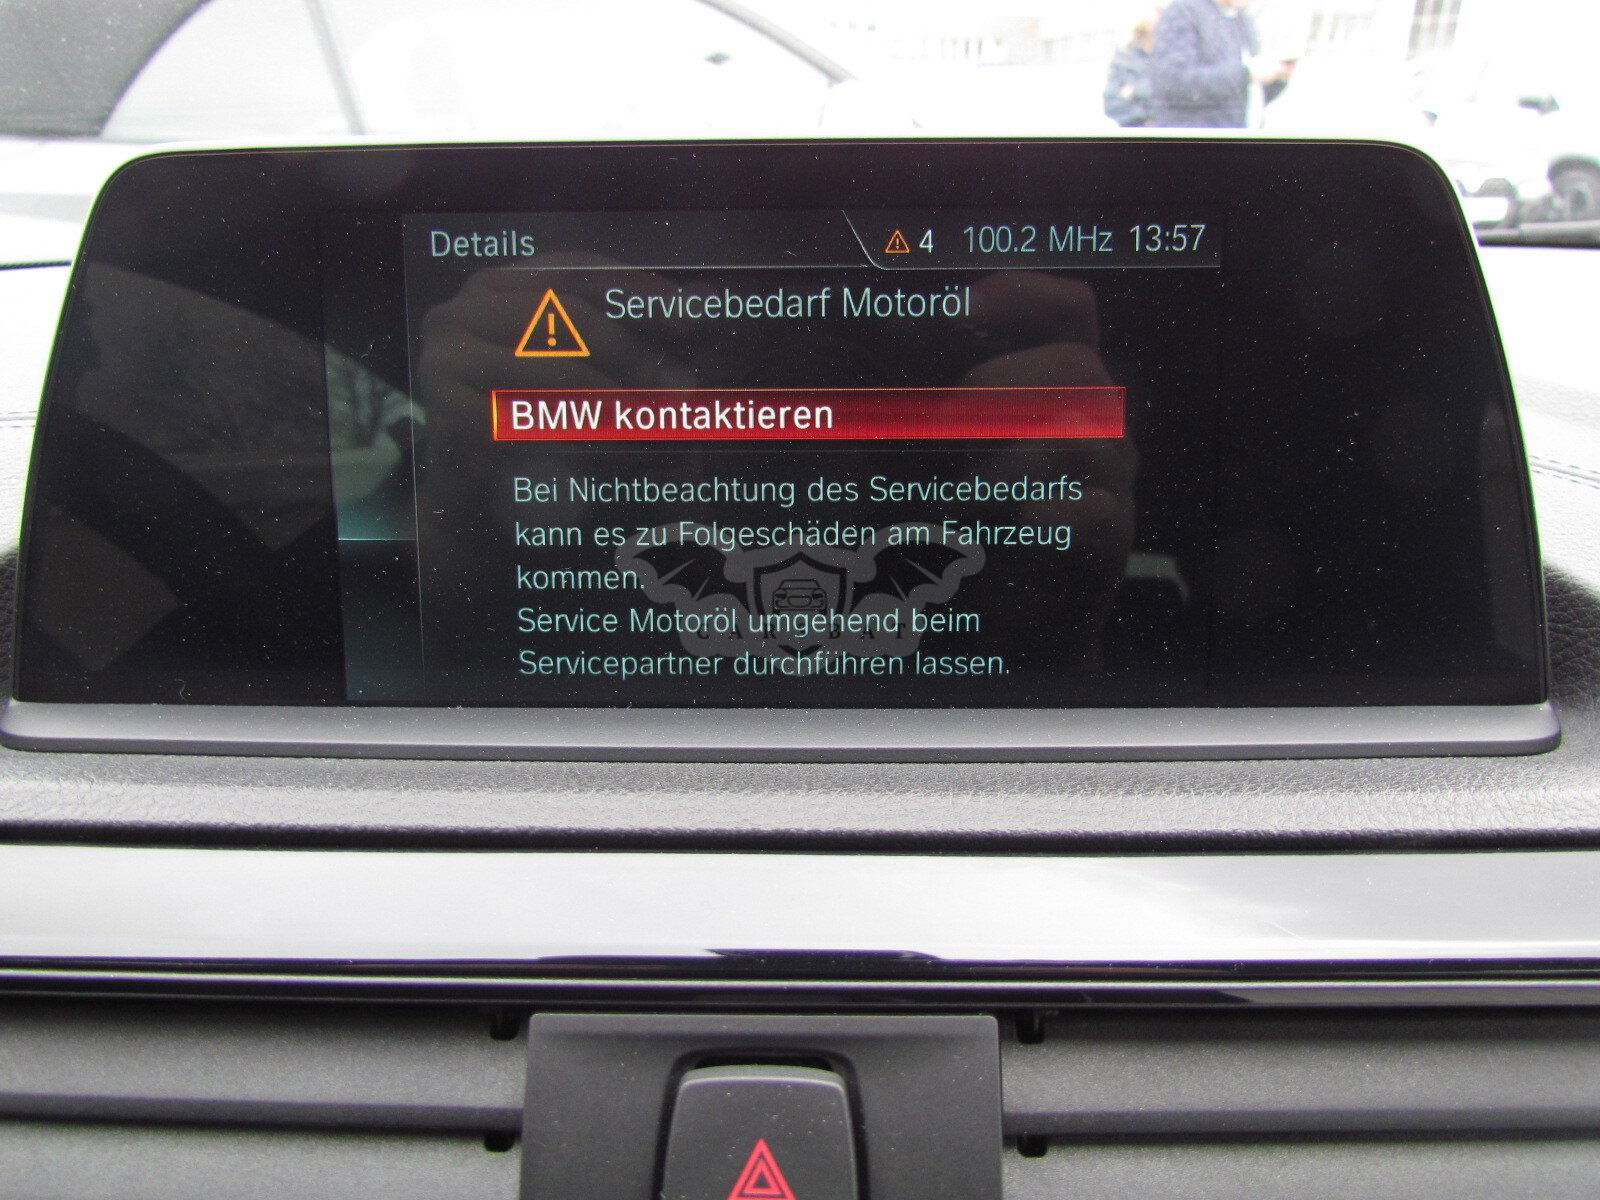 Details
4 100.2 MHz 13:57
Servicebedarf Motoröl
BMW kontaktieren
Bei Nichtbeachtung des Servicebedarfs
kann es zu Folgeschäden am Fahrzeug
kommen.
Service Motoröl umgehend beim
Servicepartner durchführen lassen.